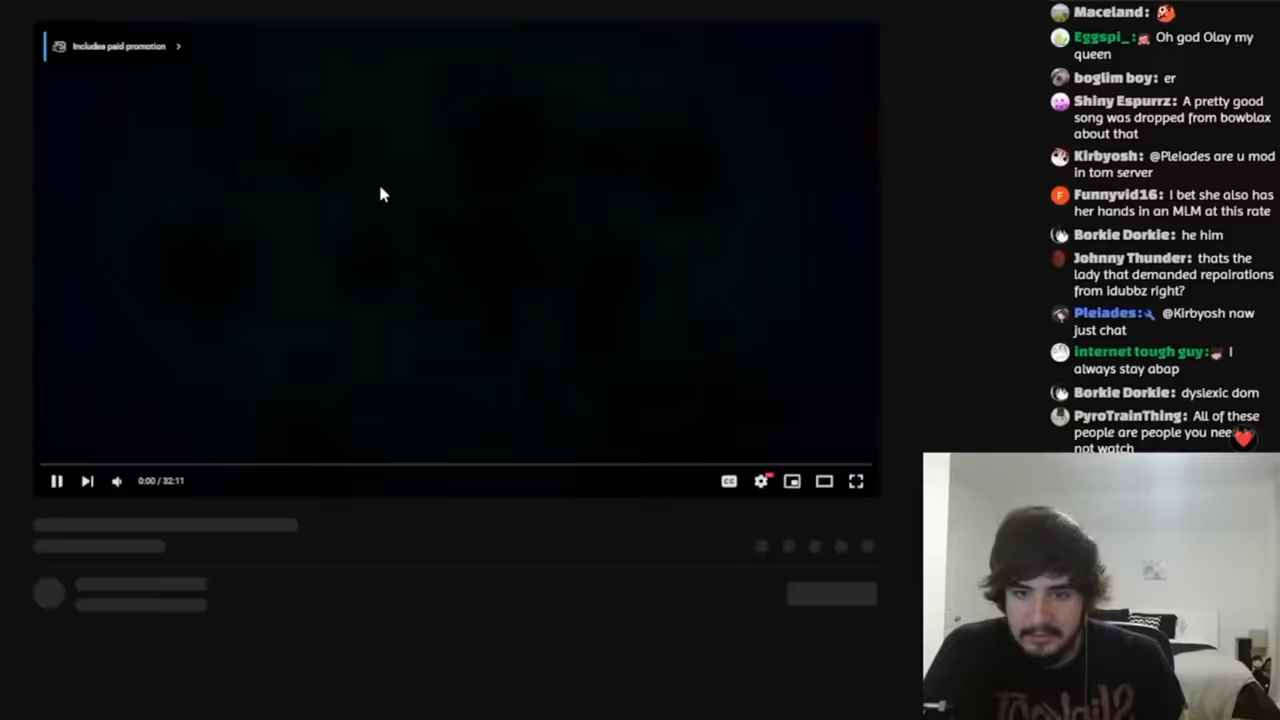 Includes paid promotion
0:00 / 32:11
CC
Maceland:
Eggspi_: Oh god Olay my
queen
boglim boy: er
Shiny Espurrz: A pretty good
song was dropped from bowblax
about that
Kirbyosh: @Pleiades are u mod
in tom server
Funnyvid16: I bet she also has
her hands in an MLM at this rate
Borkie Dorkie: he him
Johnny Thunder: thats the
lady that demanded repairations
from idubbz right?
Pleiades: @Kirbyosh naw
just chat
internet tough guy: I
always stay abap
Borkie Dorkie: dyslexic dom
PyroTrainThing: All of these
people are people you nee
not watch
Slipknot